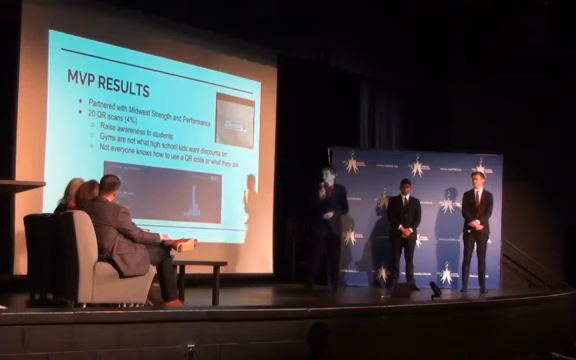 MVP RESULTS
● Partnered with Midwest Strength and Performance
● 20 QR scans (4%)
○ Raise awareness to students
○ Gyms are not what high school kids want discounts on
○ Not everyone knows how to use a QR code or what they are